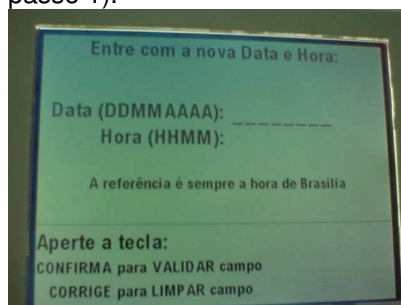 passo 1).
Entre com a nova Data e Hora:
Data (DDMMAAAA): ________
Hora (HHMM):
A referência é sempre a hora de Brasília
Aperte a tecla:
CONFIRMA para VALIDAR campo
CORRIGE para LIMPAR campo